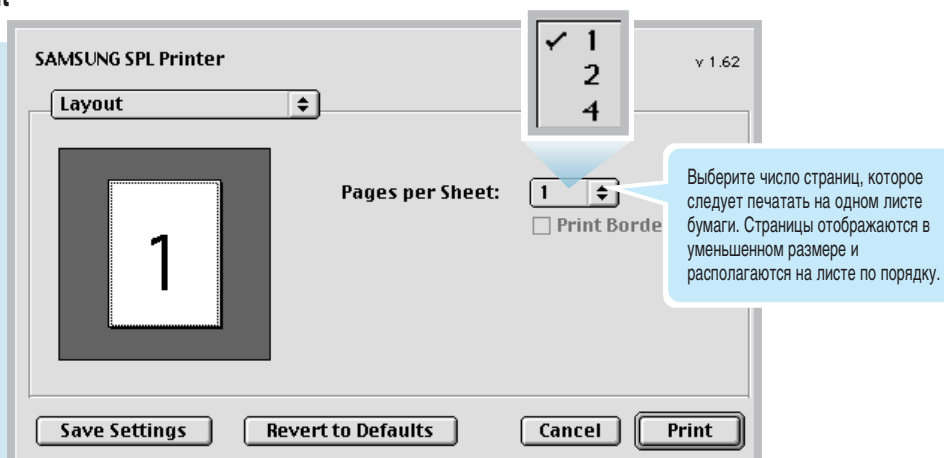 SAMSUNG SPL Printer
v 1.62
Layout
✓ 1
2
4
1
Pages per Sheet:
1
Print Borde
Выберите число страниц, которое
следует печатать на одном листе
бумаги. Страницы отображаются в
уменьшенном размере и
располагаются на листе по порядку.
Save Settings
Revert to Defaults
Cancel
Print